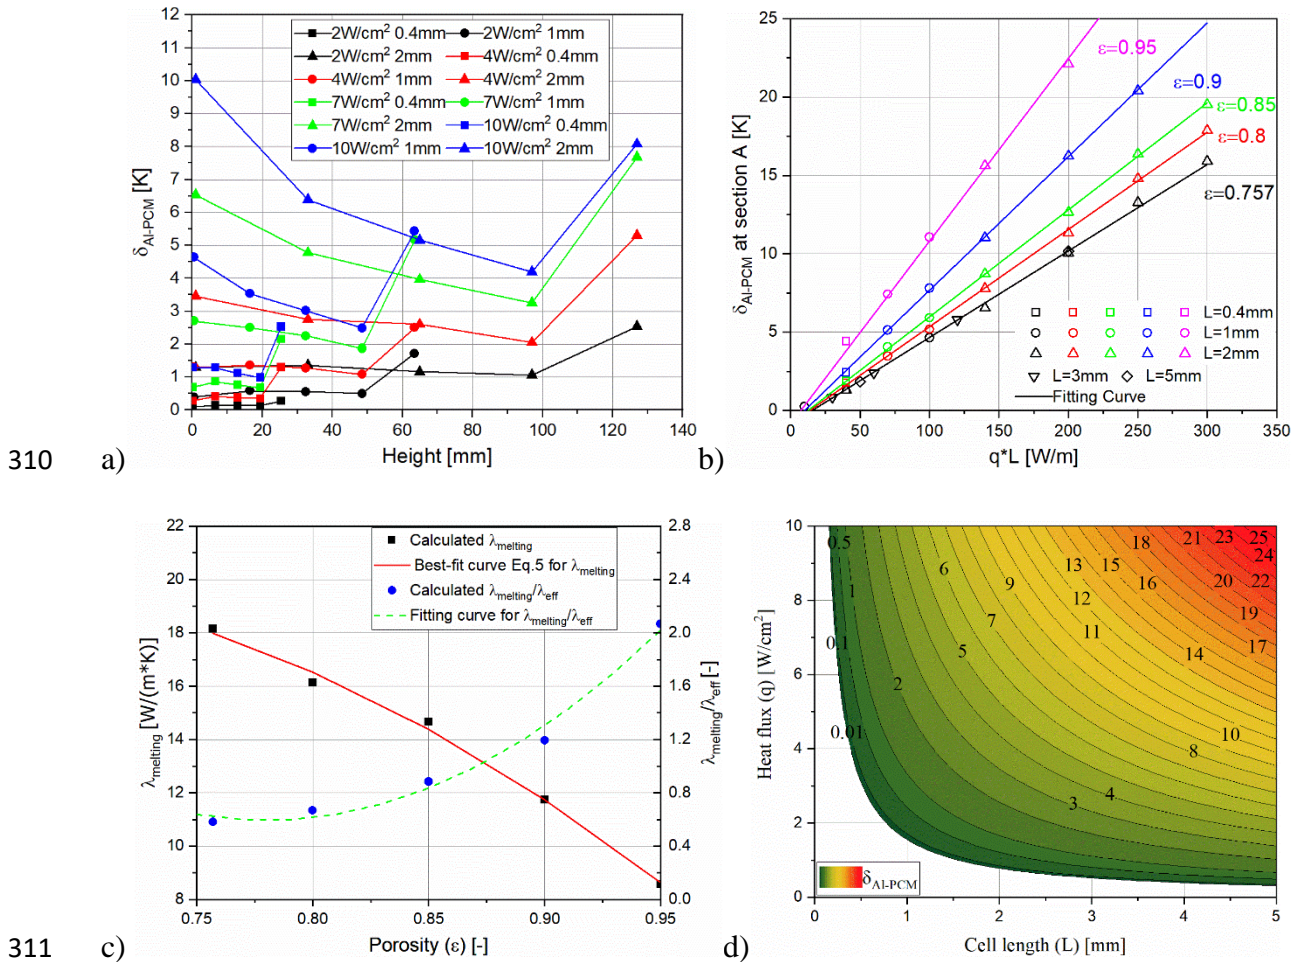 12
11
10
9
8
7
6
5
4
3
2
1
0
δAl-PCM [K]
2W/cm² 0.4mm 2W/cm² 1mm
2W/cm² 2mm 4W/cm² 0.4mm
4W/cm² 1mm 4W/cm² 2mm
7W/cm² 0.4mm 7W/cm² 1mm
7W/cm² 2mm 10W/cm² 0.4mm
10W/cm² 1mm 10W/cm² 2mm
0 20 40 60 80 100 120 140
Height [mm]
310 a)
25
20
15
10
5
0
δAl-PCM at section A [K]
ε=0.95
ε=0.9
ε=0.85
ε=0.8
ε=0.757
L=0.4mm
L=1mm
L=2mm
L=3mm L=5mm
Fitting Curve
0 50 100 150 200 250 300 350
q*L [W/m]
b)
22
20
18
16
14
12
10
8
λmelting [W/(m*K)]
Calculated λmelting
Best-fit curve Eq.5 for λmelting
Calculated λmelting/λeff
Fitting curve for λmelting/λeff
2.8
2.4
2.0
1.6
1.2
0.8
0.4
0.0
λmelting/λeff [-]
0.75 0.80 0.85 0.90 0.95
Porosity (ε) [-]
311 c)
10
8
6
4
2
0
Heat flux (q) [W/cm²]
0.5 18 21 23 25
24
6 13 15
9 16 20 22
1 12
19
7 11
0.1 17
5 14
2
0.01 10
8
4
3
δAl-PCM
0 1 2 3 4 5
Cell length (L) [mm]
d)